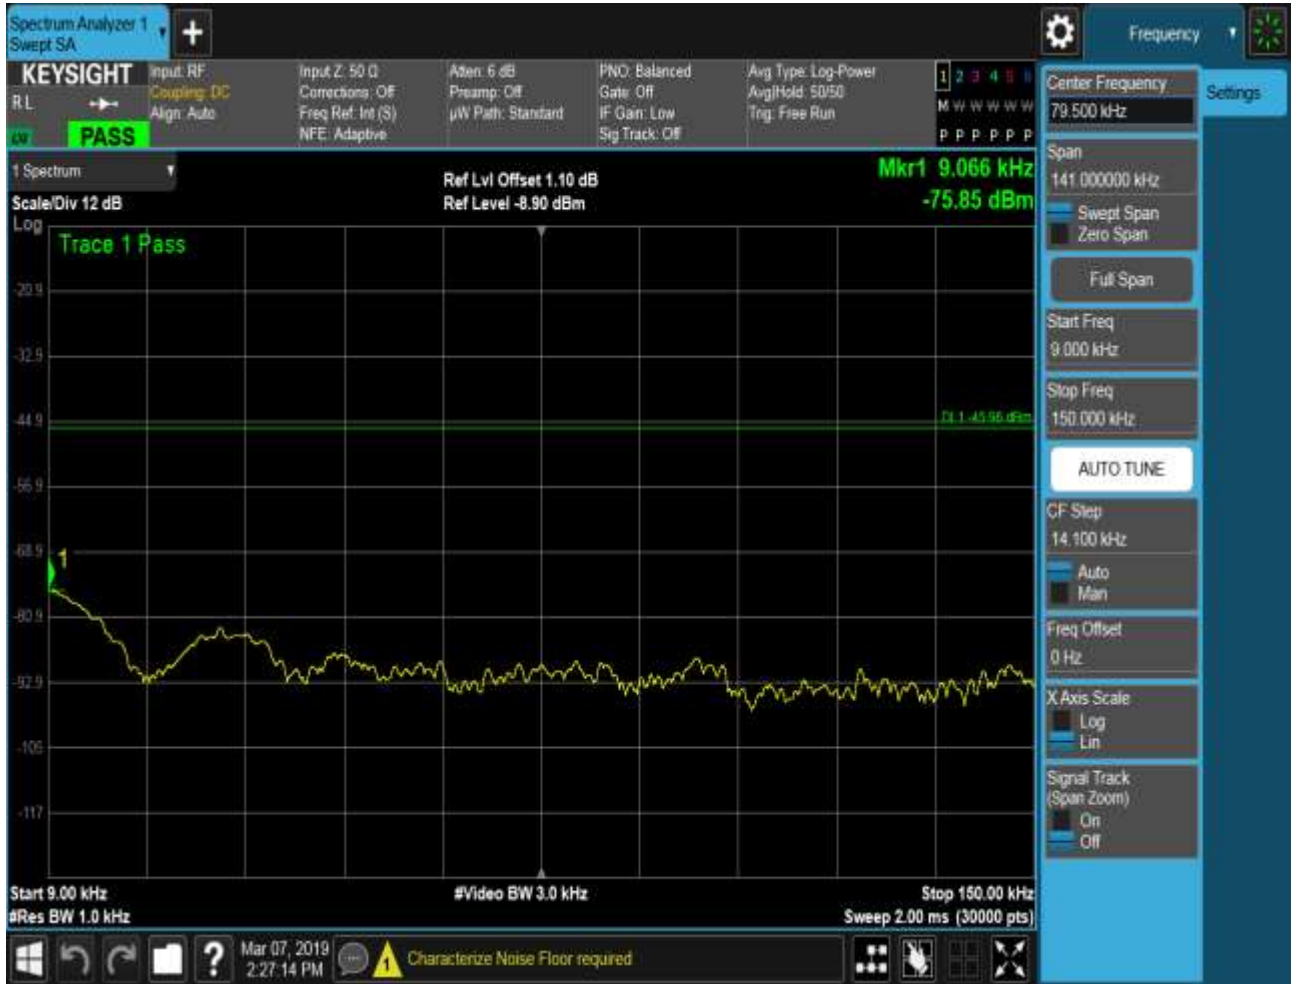 Spectrum Analyzer 1
Swept SA
+
Frequency
KEYSIGHT
R L
PASS
Input: RF
Coupling: DC
Align: Auto
Input Z: 50 Ω
Corrections: Off
Freq Ref: Int (S)
NFE: Adaptive
Atten: 6 dB
Preamp: Off
µW Path: Standard
PNO: Balanced
Gate: Off
IF Gain: Low
Sig Track: Off
Avg Type: Log-Power
Avg|Hold: 50/50
Trig: Free Run
1 2 3 4 5 6
M W W W W W
P P P P P P
Center Frequency
79.500 kHz
Settings
1 Spectrum
Scale/Div 12 dB
Ref Lvl Offset 1.10 dB
Ref Level -8.90 dBm
Mkr1 9.066 kHz
-75.85 dBm
Log
Trace 1 Pass
-20.9
-32.9
-44.9
DL1 -45.96 dBm
-56.9
-68.9
1
-80.9
-92.9
-105
-117
Start 9.00 kHz
#Video BW 3.0 kHz
Stop 150.00 kHz
#Res BW 1.0 kHz
Sweep 2.00 ms (30000 pts)
Span
141.000000 kHz
Swept Span
Zero Span
Full Span
Start Freq
9.000 kHz
Stop Freq
150.000 kHz
AUTO TUNE
CF Step
14.100 kHz
Auto
Man
Freq Offset
0 Hz
X Axis Scale
Log
Lin
Signal Track
(Span Zoom)
On
Off
?
Mar 07, 2019
2:27:14 PM
1
Characterize Noise Floor required